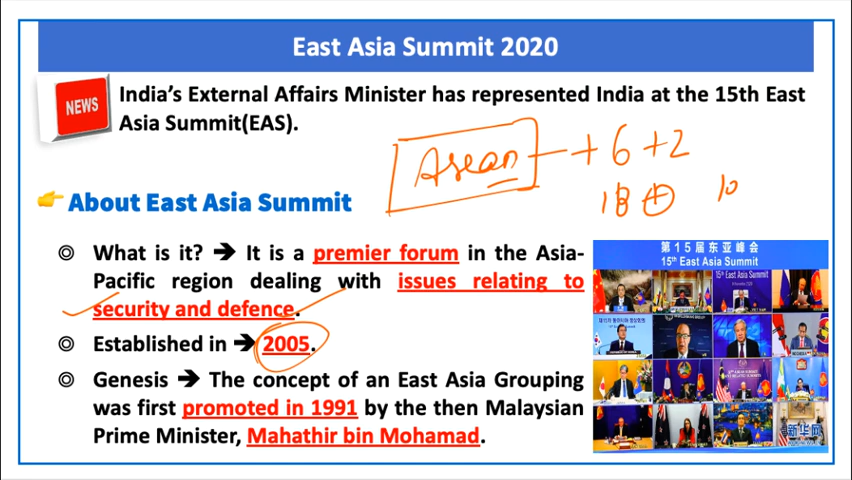 East Asia Summit 2020
NEWS
India's External Affairs Minister has represented India at the 15th East
Asia Summit(EAS).
Asean + 6 + 2
18 + 10
About East Asia Summit
What is it? ➔ It is a premier forum in the Asia-
Pacific region dealing with issues relating to
security and defence.
Established in ➔ 2005.
Genesis ➔ The concept of an East Asia Grouping
was first promoted in 1991 by the then Malaysian
Prime Minister, Mahathir bin Mohamad.
第15届东亚峰会
15th East Asia Summit
15th East Asia Summit
新华网